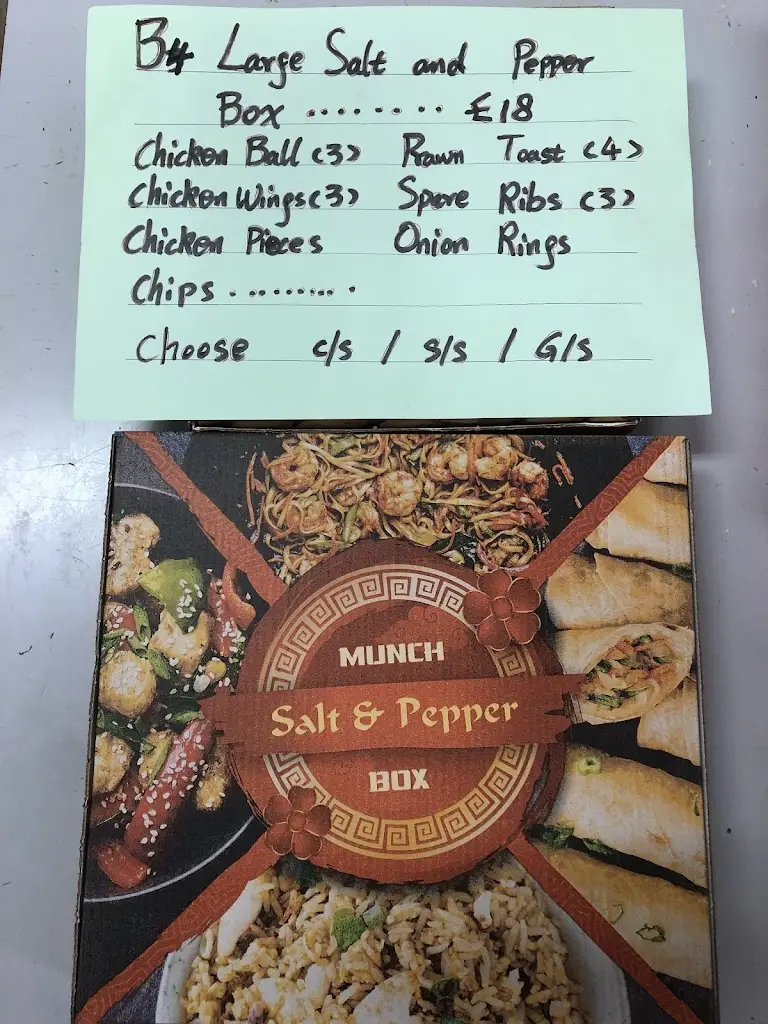 B4 Large Salt and Pepper
Box ········ £18
Chicken Ball (3) Prawn Toast (4)
Chicken Wings (3) Spare Ribs (3)
Chicken Pieces Onion Rings
Chips ··········
Choose c/s / s/s / G/s
MUNCH
Salt & Pepper
BOX